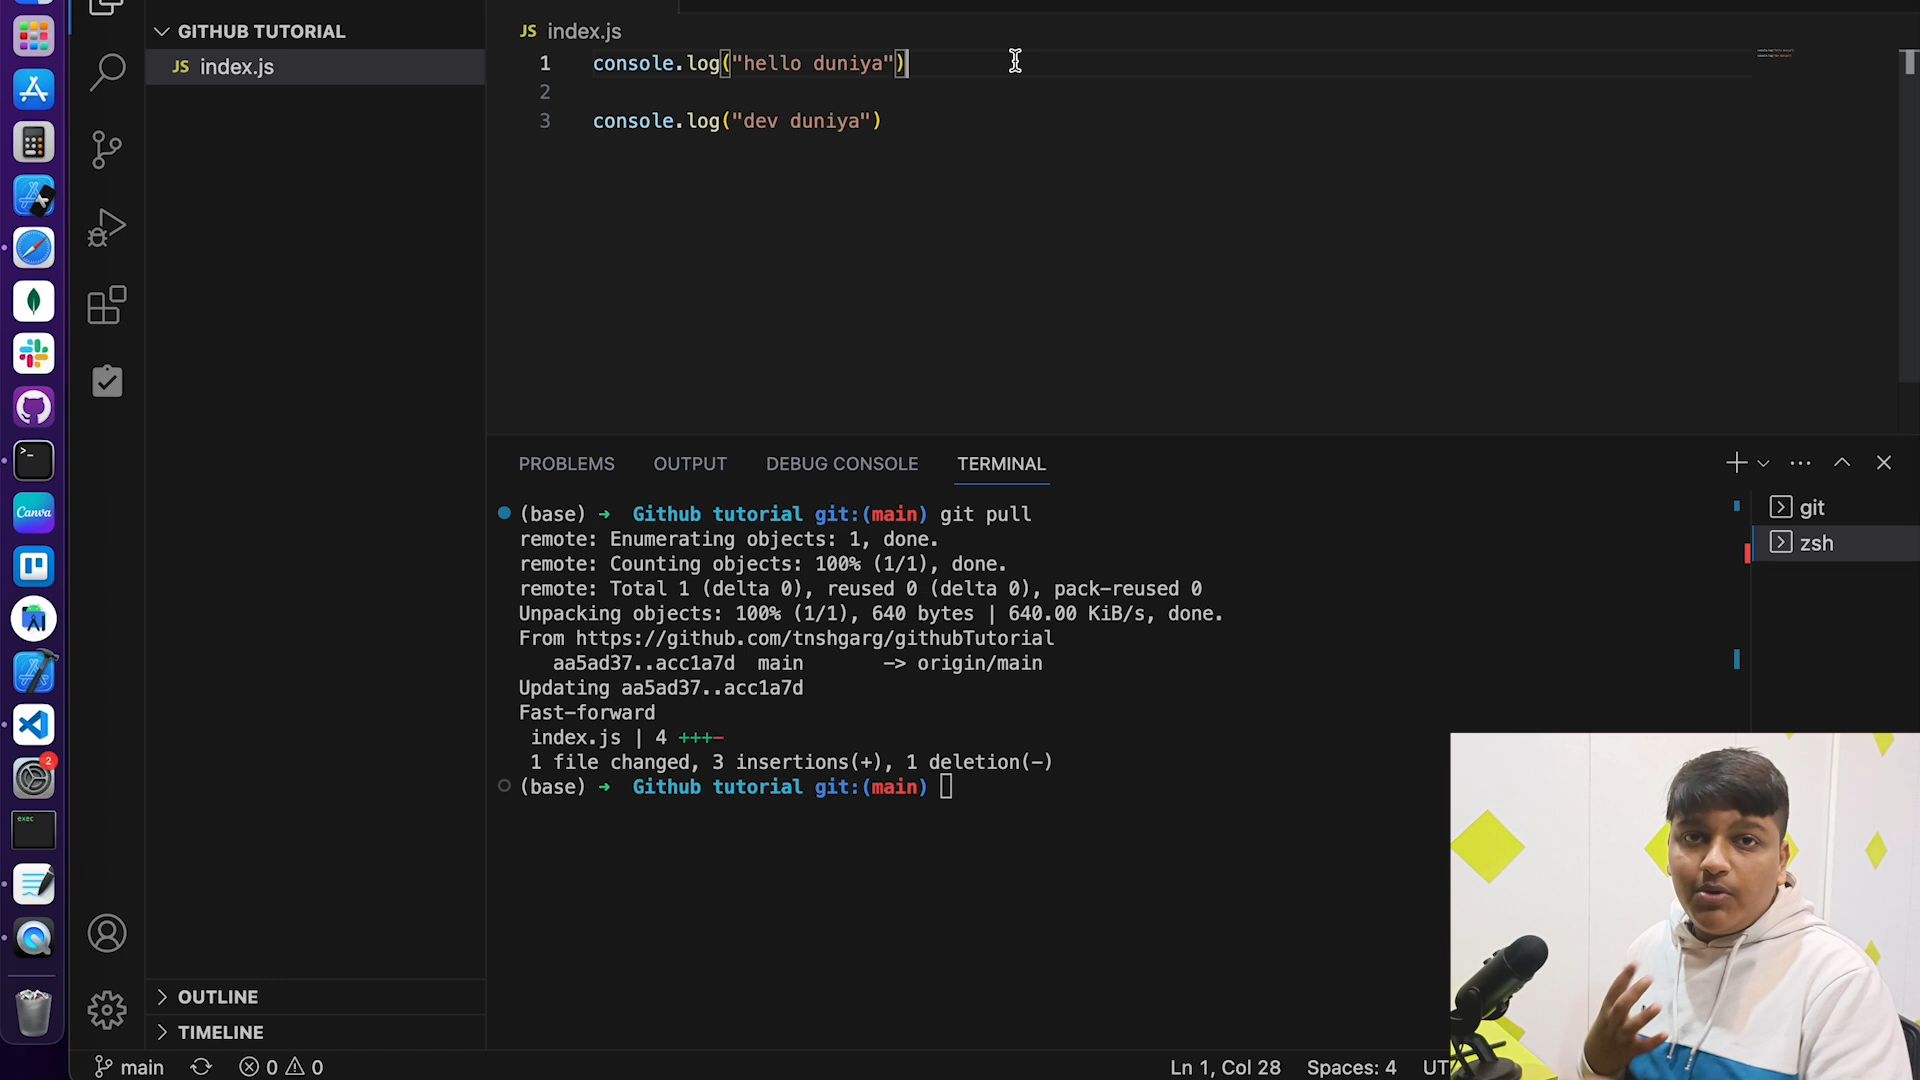 GITHUB TUTORIAL
JS index.js
JS index.js
1 console.log("hello duniya")
2
3 console.log("dev duniya")
PROBLEMS OUTPUT DEBUG CONSOLE TERMINAL
(base) ➜ Github tutorial git:(main) git pull
remote: Enumerating objects: 1, done.
remote: Counting objects: 100% (1/1), done.
remote: Total 1 (delta 0), reused 0 (delta 0), pack-reused 0
Unpacking objects: 100% (1/1), 640 bytes | 640.00 KiB/s, done.
From https://github.com/tnshgarg/githubTutorial
aa5ad37..acc1a7d main -> origin/main
Updating aa5ad37..acc1a7d
Fast-forward
index.js | 4 +++-
1 file changed, 3 insertions(+), 1 deletion(-)
(base) ➜ Github tutorial git:(main)
git
zsh
Canva
2
exec
OUTLINE
TIMELINE
main 0 0
Ln 1, Col 28 Spaces: 4 UT